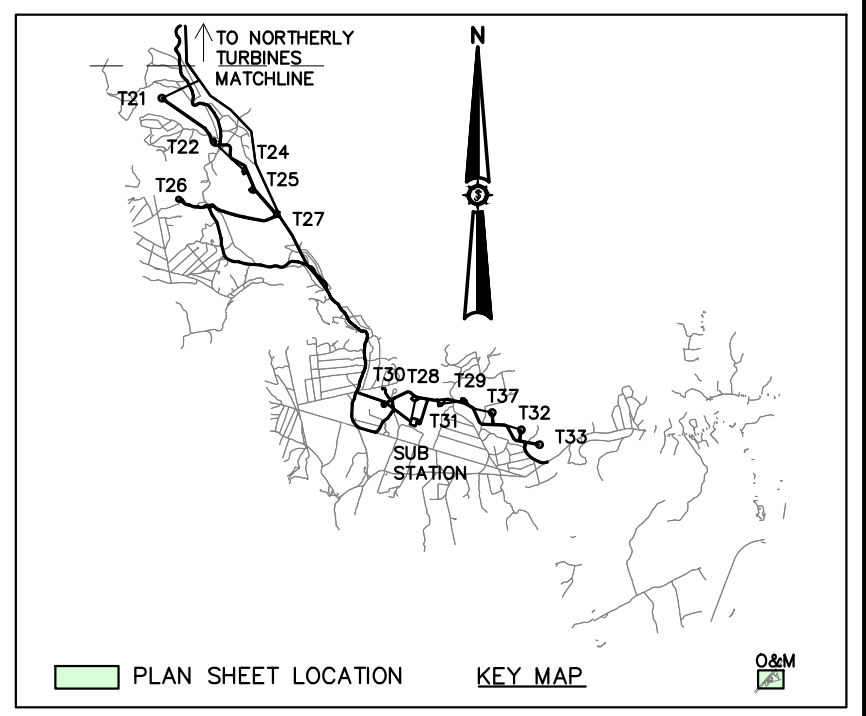 TO NORTHERLY
TURBINES
MATCHLINE
N
T21
T22
T24
T25
T26
T27
T30
T28
T29
T37
T32
T31
T33
SUB
STATION
O&M
PLAN SHEET LOCATION
KEY MAP